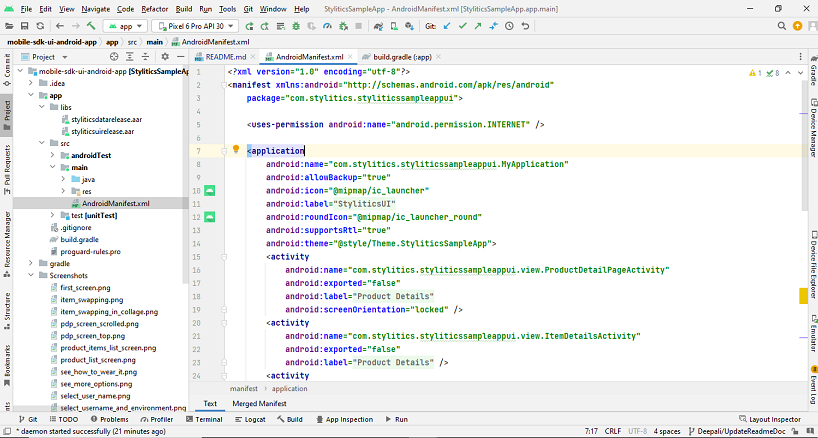 File Edit View Navigate Code Refactor Build Run Tools Git Window Help StyliticsSampleApp - AndroidManifest.xml [StyliticsSampleApp.app.main]
app Pixel 6 Pro API 30 Git:
mobile-sdk-ui-android-app app src main AndroidManifest.xml
Project README.md AndroidManifest.xml build.gradle (:app)
mobile-sdk-ui-android-app [StyliticsSampleAp
.idea
app
libs
styliticsdatarelease.aar
styliticsuirelease.aar
src
androidTest
main
java
res
AndroidManifest.xml
test [unitTest]
.gitignore
build.gradle
proguard-rules.pro
gradle
Screenshots
first_screen.png
item_swapping.png
item_swapping_in_collage.png
pdp_screen_scrolled.png
pdp_screen_top.png
product_items_list_screen.png
product_list_screen.png
see_how_to_wear_it.png
see_more_options.png
select_user_name.png
select_username_and_environment.png
1 <?xml version="1.0" encoding="utf-8"?>
2 <manifest xmlns:android="http://schemas.android.com/apk/res/android"
3 package="com.stylitics.styliticssampleappui">
4
5 <uses-permission android:name="android.permission.INTERNET" />
6
7 <application
8 android:name="com.stylitics.styliticssampleappui.MyApplication"
9 android:allowBackup="true"
10 android:icon="@mipmap/ic_launcher"
11 android:label="StyliticsUI"
12 android:roundIcon="@mipmap/ic_launcher_round"
13 android:supportsRtl="true"
14 android:theme="@style/Theme.StyliticsSampleApp">
15 <activity
16 android:name="com.stylitics.styliticssampleappui.view.ProductDetailPageActivity"
17 android:exported="false"
18 android:label="Product Details"
19 android:screenOrientation="locked" />
20 <activity
21 android:name="com.stylitics.styliticssampleappui.view.ItemDetailsActivity"
22 android:exported="false"
23 android:label="Product Details" />
24 <activity
1 8
manifest application
Text Merged Manifest
Commit
Project
Pull Requests
Resource Manager
Structure
Bookmarks
Gradle
Device Manager
Device File Explorer
Emulator
Event Log
Git TODO Problems Profiler Terminal Logcat Build App Inspection Run Layout Inspector
* daemon started successfully (21 minutes ago) 7:17 CRLF UTF-8 4 spaces Deepali/UpdateReadmeDoc